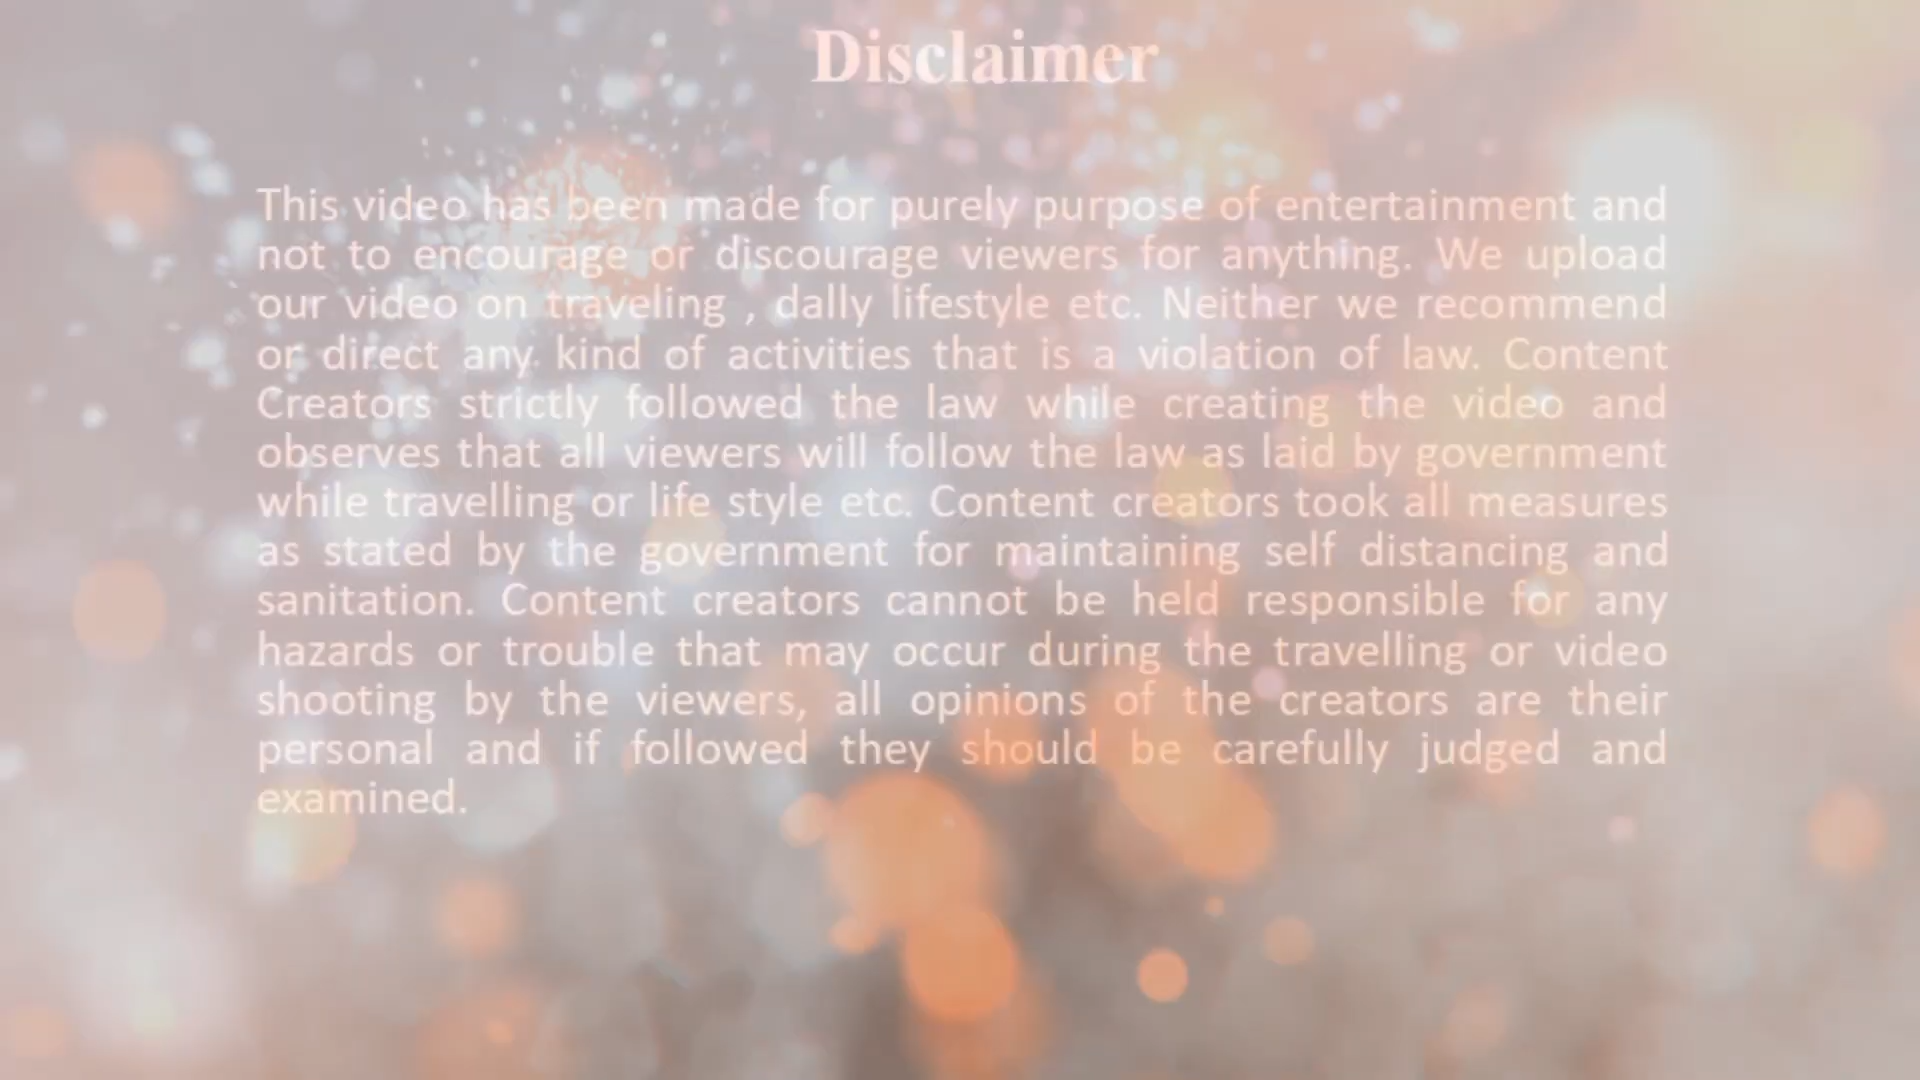 Disclaimer
This video has been made for purely purpose of entertainment and
not to encourage or discourage viewers for anything. We upload
our video on traveling , dally lifestyle etc. Neither we recommend
or direct any kind of activities that is a violation of law. Content
Creators strictly followed the law while creating the video and
observes that all viewers will follow the law as laid by government
while travelling or life style etc. Content creators took all measures
as stated by the government for maintaining self distancing and
sanitation. Content creators cannot be held responsible for any
hazards or trouble that may occur during the travelling or video
shooting by the viewers, all opinions of the creators are their
personal and if followed they should be carefully judged and
examined.